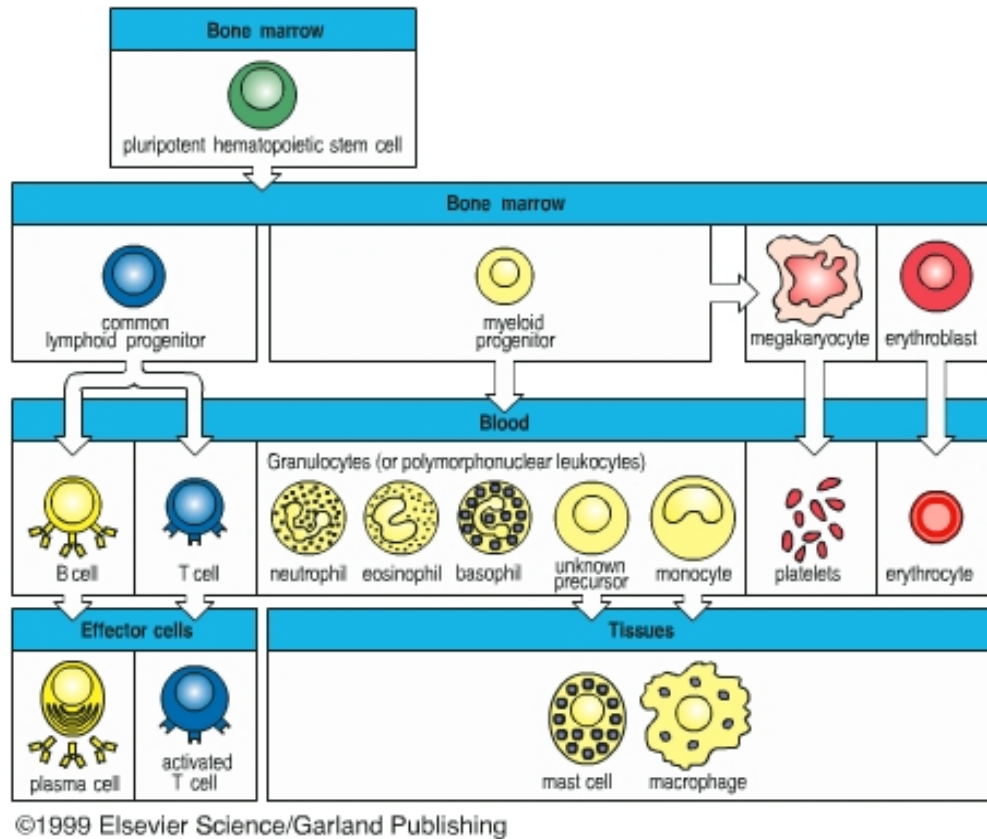 Bone marrow
pluripotent hematopoietic stem cell
Bone marrow
common
lymphoid progenitor
myeloid
progenitor
megakaryocyte
erythroblast
Blood
Granulocytes (or polymorphonuclear leukocytes)
B cell
T cell
neutrophil
eosinophil
basophil
unknown
precursor
monocyte
platelets
erythrocyte
Effector cells
Tissues
plasma cell
activated
T cell
mast cell
macrophage
©1999 Elsevier Science/Garland Publishing